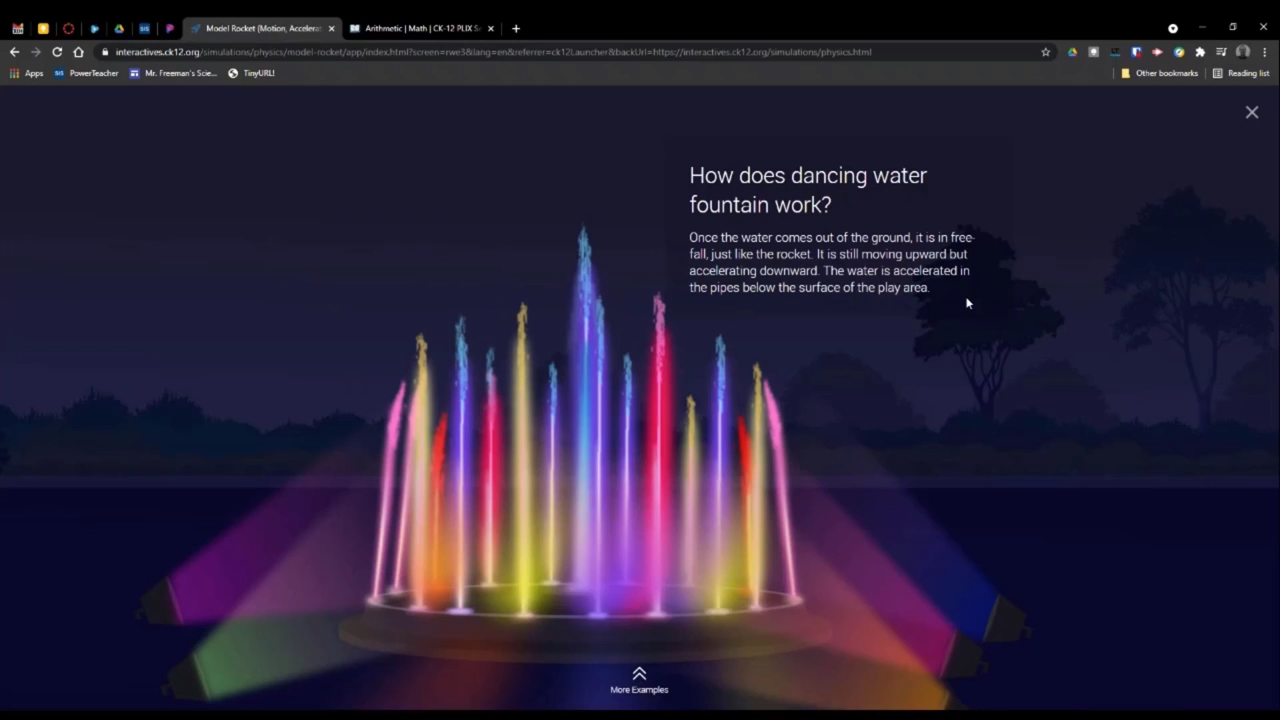 Model Rocket (Motion, Accelerat
Arithmetic | Math | CK-12 PLIX Se
interactives.ck12.org/simulations/physics/model-rocket/app/index.html?screen=rwe3&lang=en&referrer=ck12Launcher&backUrl=https://interactives.ck12.org/simulations/physics.html
Apps
SIS
PowerTeacher
Mr. Freeman's Scie...
TinyURL!
Other bookmarks
Reading list
How does dancing water
fountain work?
Once the water comes out of the ground, it is in free-
fall, just like the rocket. It is still moving upward but
accelerating downward. The water is accelerated in
the pipes below the surface of the play area.
More Examples